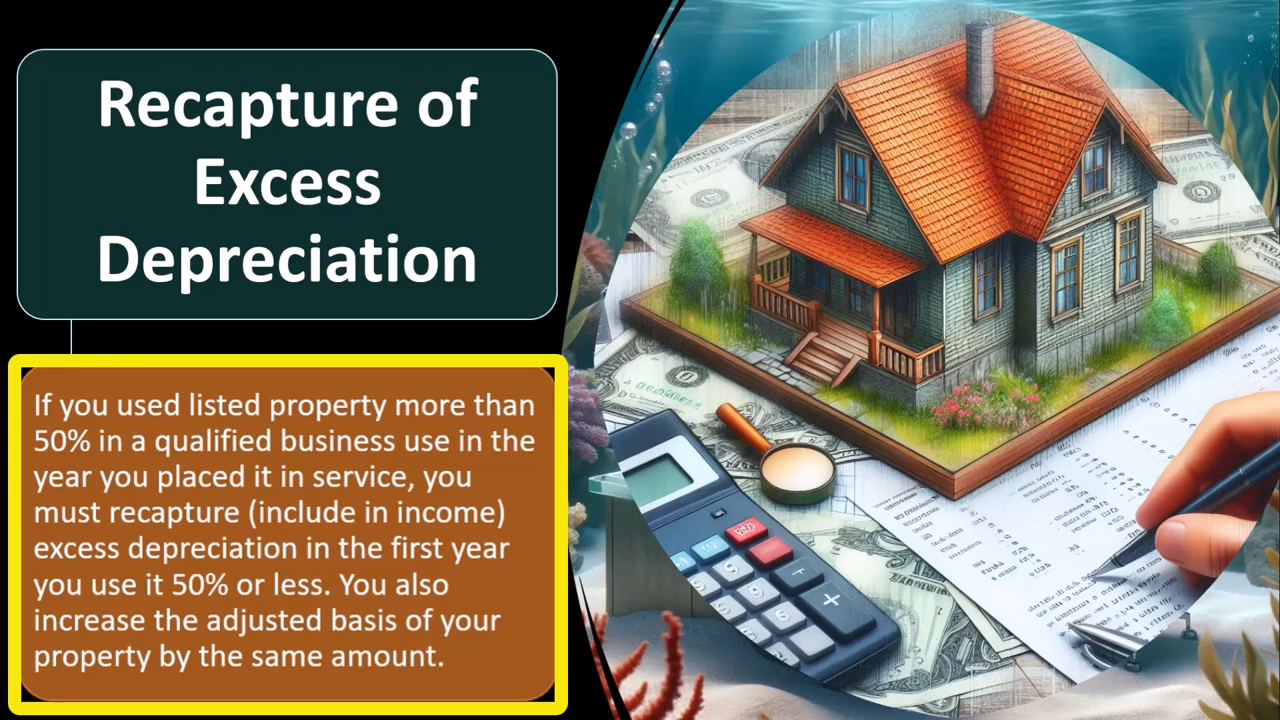 Recapture of
Excess
Depreciation
If you used listed property more than
50% in a qualified business use in the
year you placed it in service, you
must recapture (include in income)
excess depreciation in the first year
you use it 50% or less. You also
increase the adjusted basis of your
property by the same amount.